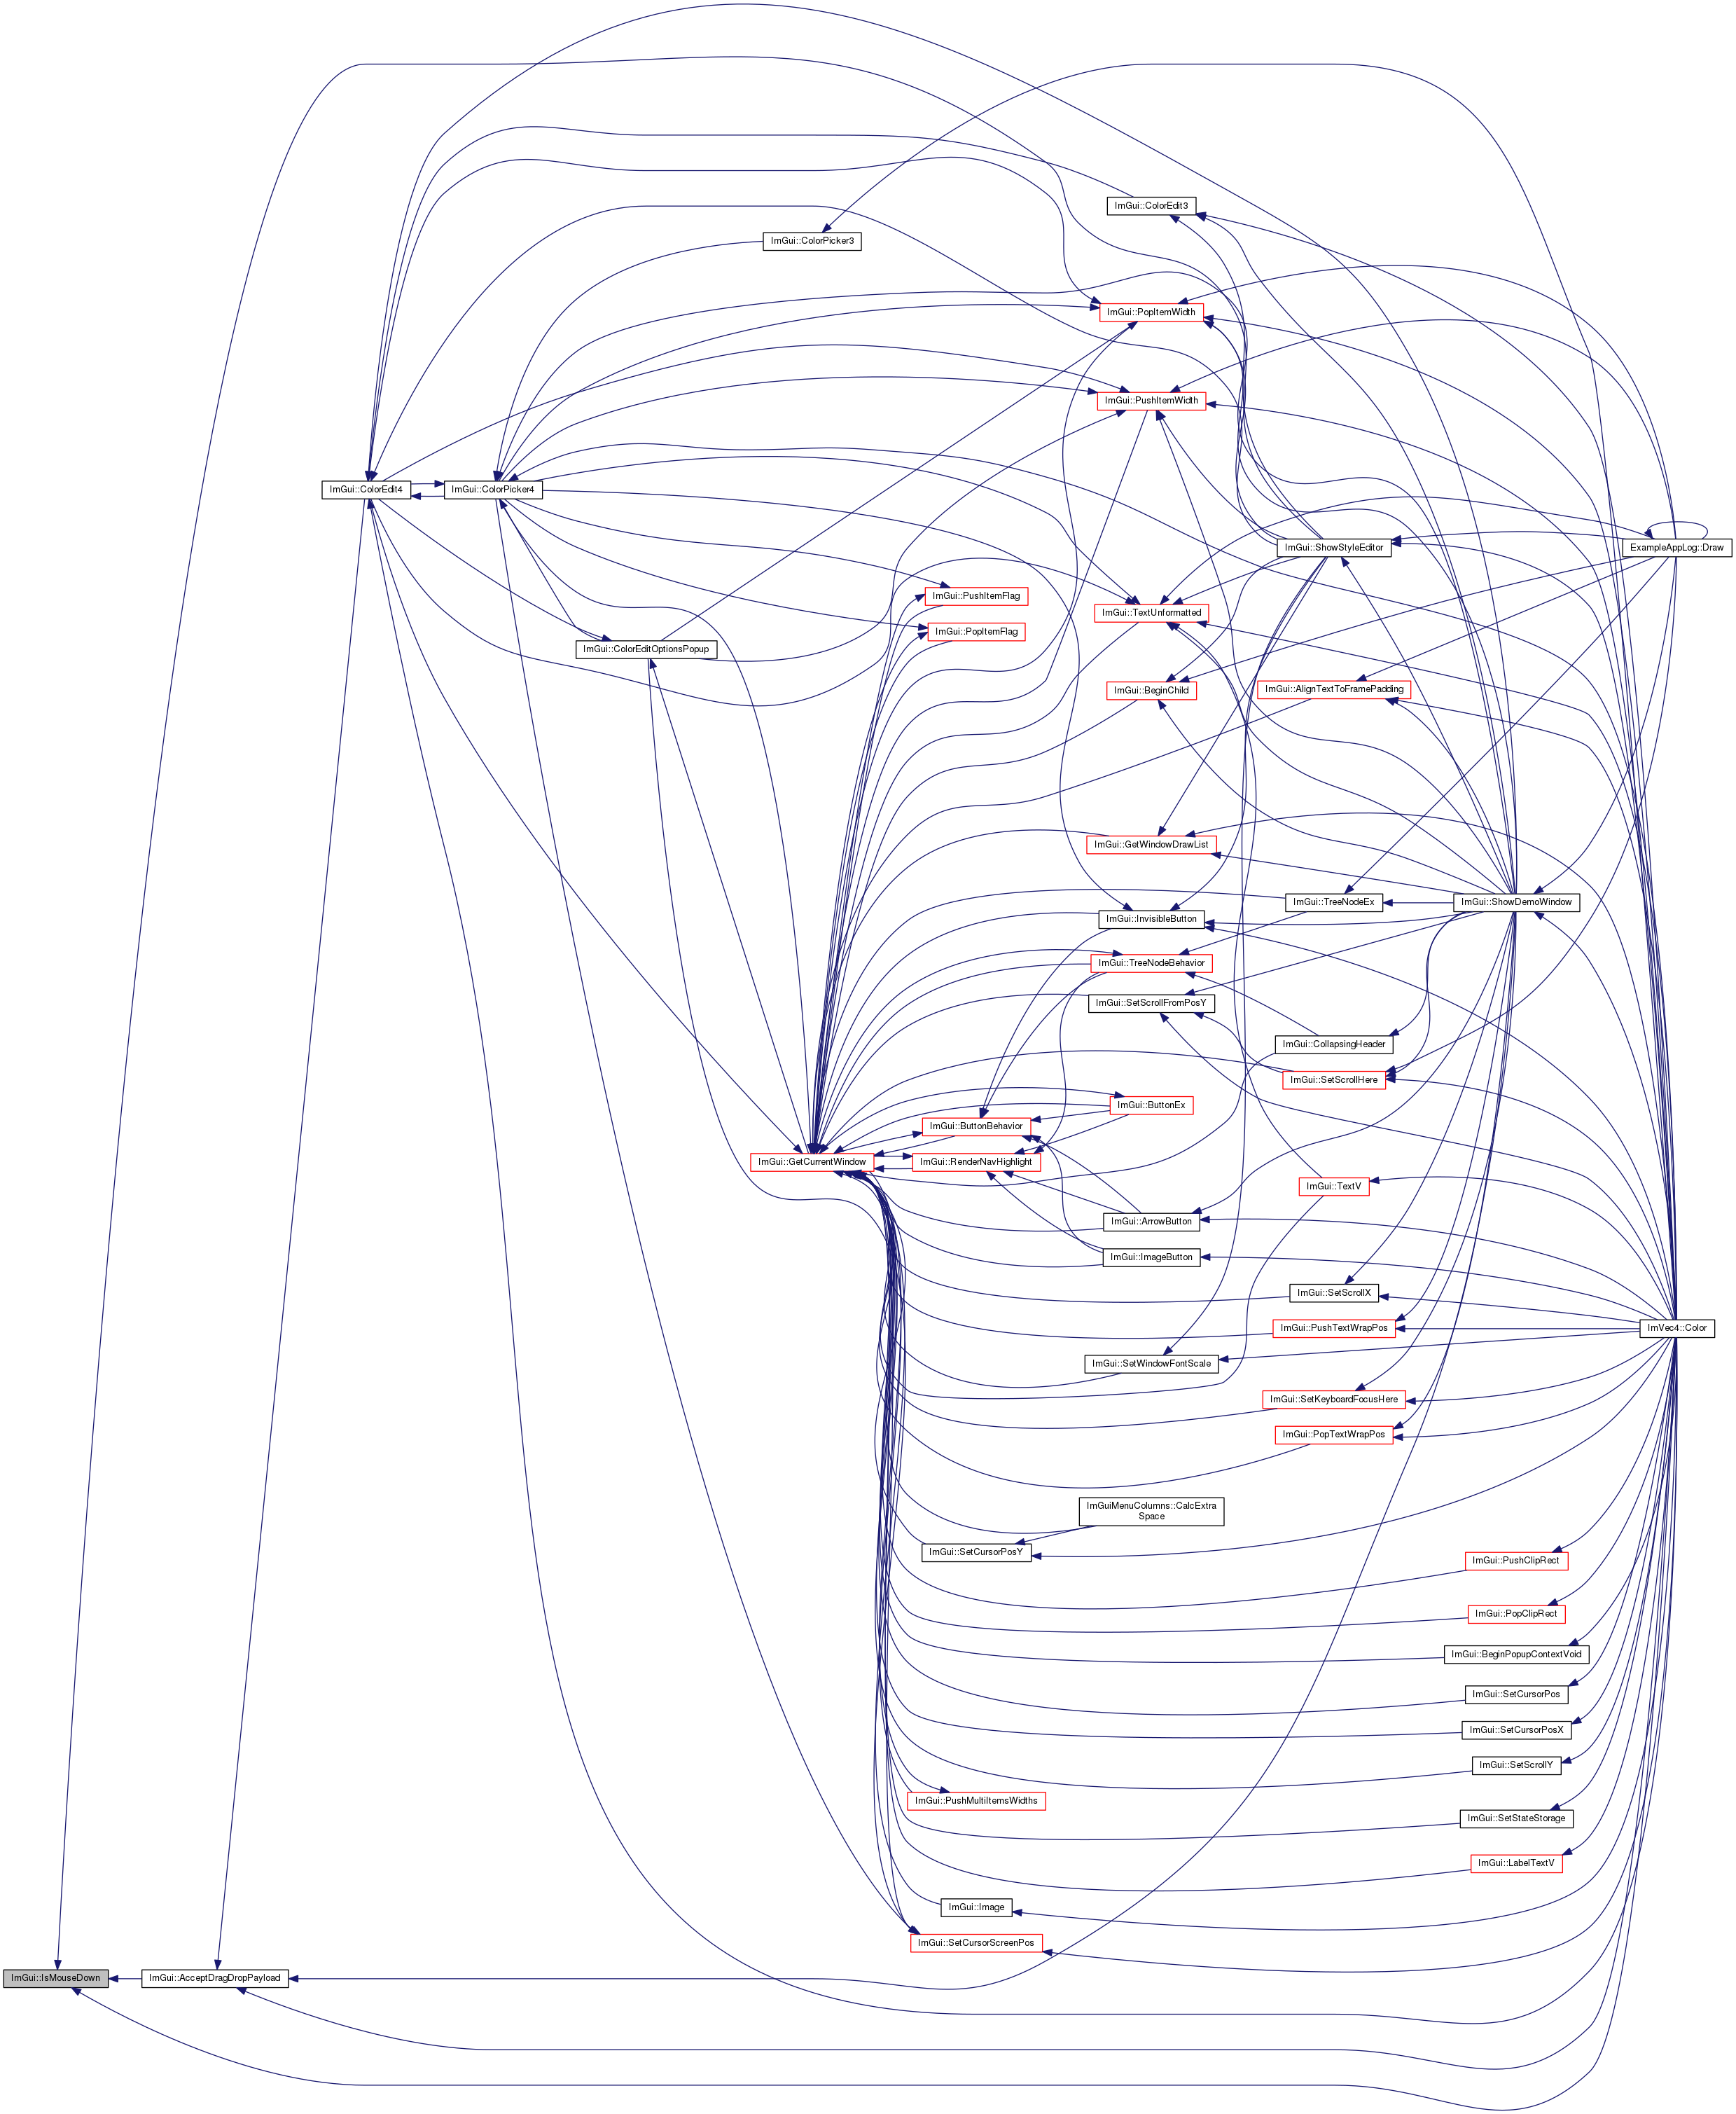 ImGui::ColorEdit3
ImGui::ColorPicker3
ImGui::PopItemWidth
ImGui::PushItemWidth
ImGui::ColorEdit4
ImGui::ColorPicker4
ImGui::ShowStyleEditor
ExampleAppLog::Draw
ImGui::PushItemFlag
ImGui::TextUnformatted
ImGui::PopItemFlag
ImGui::ColorEditOptionsPopup
ImGui::BeginChild
ImGui::AlignTextToFramePadding
ImGui::GetWindowDrawList
ImGui::TreeNodeEx
ImGui::ShowDemoWindow
ImGui::InvisibleButton
ImGui::TreeNodeBehavior
ImGui::SetScrollFromPosY
ImGui::CollapsingHeader
ImGui::SetScrollHere
ImGui::ButtonEx
ImGui::ButtonBehavior
ImGui::GetCurrentWindow
ImGui::RenderNavHighlight
ImGui::TextV
ImGui::ArrowButton
ImGui::ImageButton
ImGui::SetScrollX
ImGui::PushTextWrapPos
ImVec4::Color
ImGui::SetWindowFontScale
ImGui::SetKeyboardFocusHere
ImGui::PopTextWrapPos
ImGuiMenuColumns::CalcExtra
Space
ImGui::SetCursorPosY
ImGui::PushClipRect
ImGui::PopClipRect
ImGui::BeginPopupContextVoid
ImGui::SetCursorPos
ImGui::SetCursorPosX
ImGui::SetScrollY
ImGui::PushMultiItemsWidths
ImGui::SetStateStorage
ImGui::LabelTextV
ImGui::Image
ImGui::SetCursorScreenPos
ImGui::IsMouseDown
ImGui::AcceptDragDropPayload